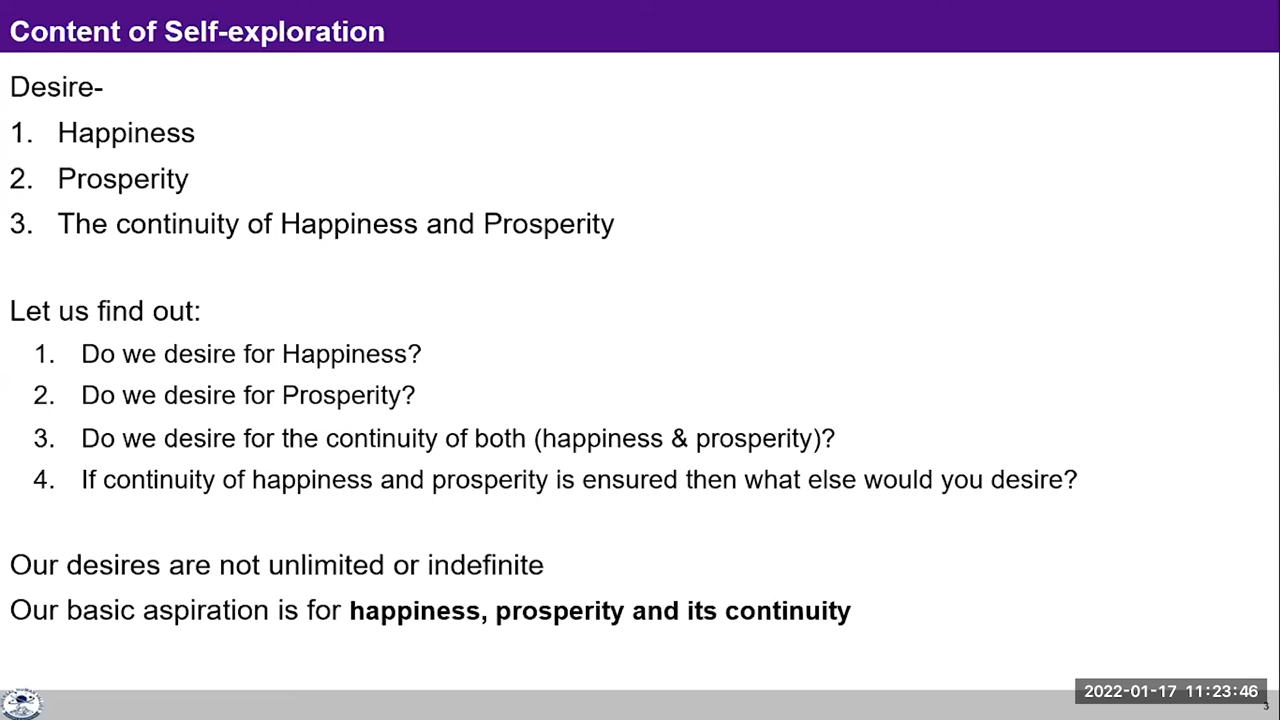 Content of Self-exploration
Desire-
1. Happiness
2. Prosperity
3. The continuity of Happiness and Prosperity
Let us find out:
1. Do we desire for Happiness?
2. Do we desire for Prosperity?
3. Do we desire for the continuity of both (happiness & prosperity)?
4. If continuity of happiness and prosperity is ensured then what else would you desire?
Our desires are not unlimited or indefinite
Our basic aspiration is for happiness, prosperity and its continuity
2022-01-17 11:23:46
3